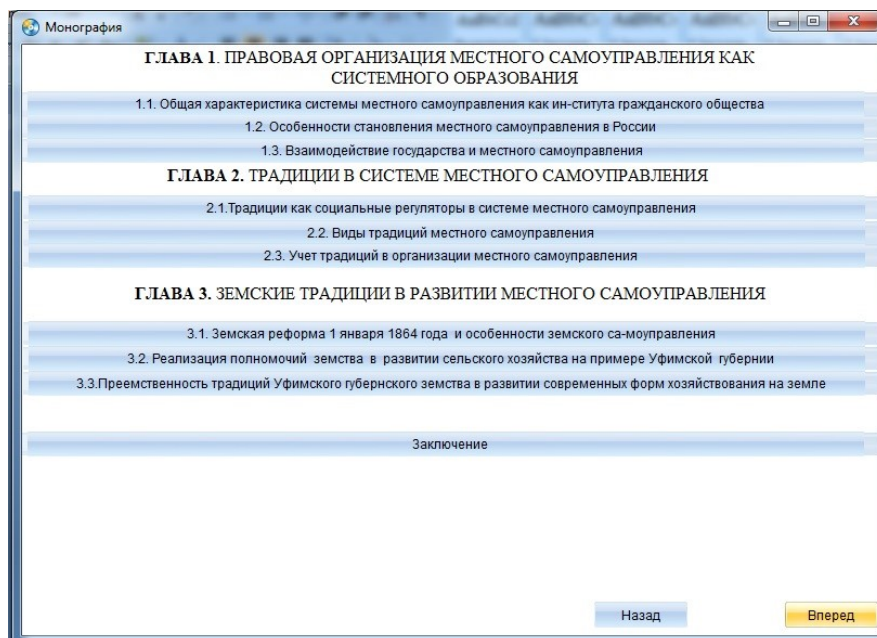 Монография
ГЛАВА 1. ПРАВОВАЯ ОРГАНИЗАЦИЯ МЕСТНОГО САМОУПРАВЛЕНИЯ КАК
СИСТЕМНОГО ОБРАЗОВАНИЯ
1.1. Общая характеристика системы местного самоуправления как ин-ститута гражданского общества
1.2. Особенности становления местного самоуправления в России
1.3. Взаимодействие государства и местного самоуправления
ГЛАВА 2. ТРАДИЦИИ В СИСТЕМЕ МЕСТНОГО САМОУПРАВЛЕНИЯ
2.1.Традиции как социальные регуляторы в системе местного самоуправления
2.2. Виды традиций местного самоуправления
2.3. Учет традиций в организации местного самоуправления
ГЛАВА 3. ЗЕМСКИЕ ТРАДИЦИИ В РАЗВИТИИ МЕСТНОГО САМОУПРАВЛЕНИЯ
3.1. Земская реформа 1 января 1864 года и особенности земского са-моуправления
3.2. Реализация полномочий земства в развитии сельского хозяйства на примере Уфимской губернии
3.3.Преемственность традиций Уфимского губернского земства в развитии современных форм хозяйствования на земле
Заключение
Назад Вперед